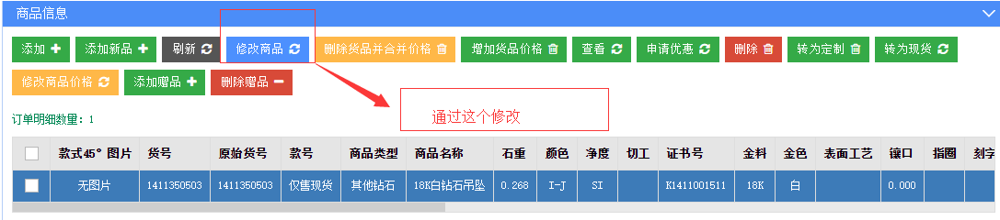 商品信息
添加 添加新品 刷新 修改商品 删除货品并合并价格 增加货品价格 查看 申请优惠 删除 转为定制 转为现货
修改商品价格 添加赠品 删除赠品
通过这个修改
订单明细数量：1
款式45°图片 货号 原始货号 款号 商品类型 商品名称 石重 颜色 净度 切工 证书号 金料 金色 表面工艺 镶口 指圈 刻字
无图片 1411350503 1411350503 仅售现货 其他钻石 18K白钻石吊坠 0.268 I-J SI K1411001511 18K 白 0.000